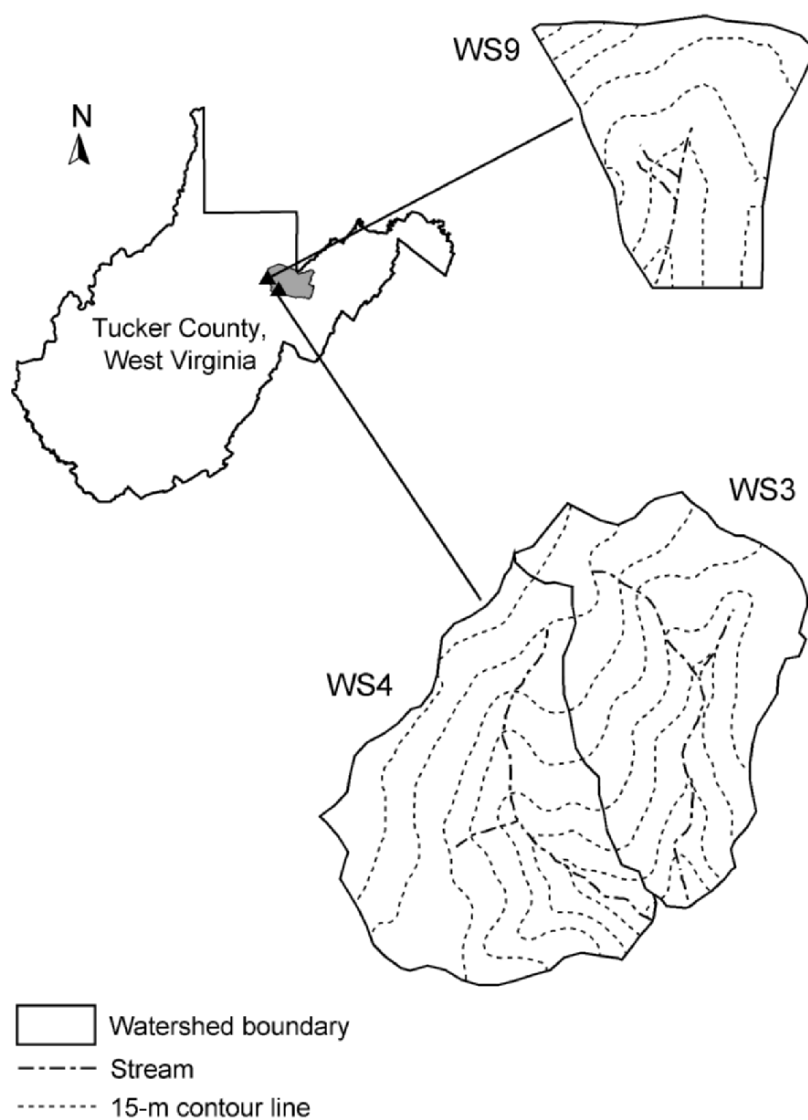 WS9
N
Tucker County,
West Virginia
WS3
WS4
Watershed boundary
Stream
15-m contour line